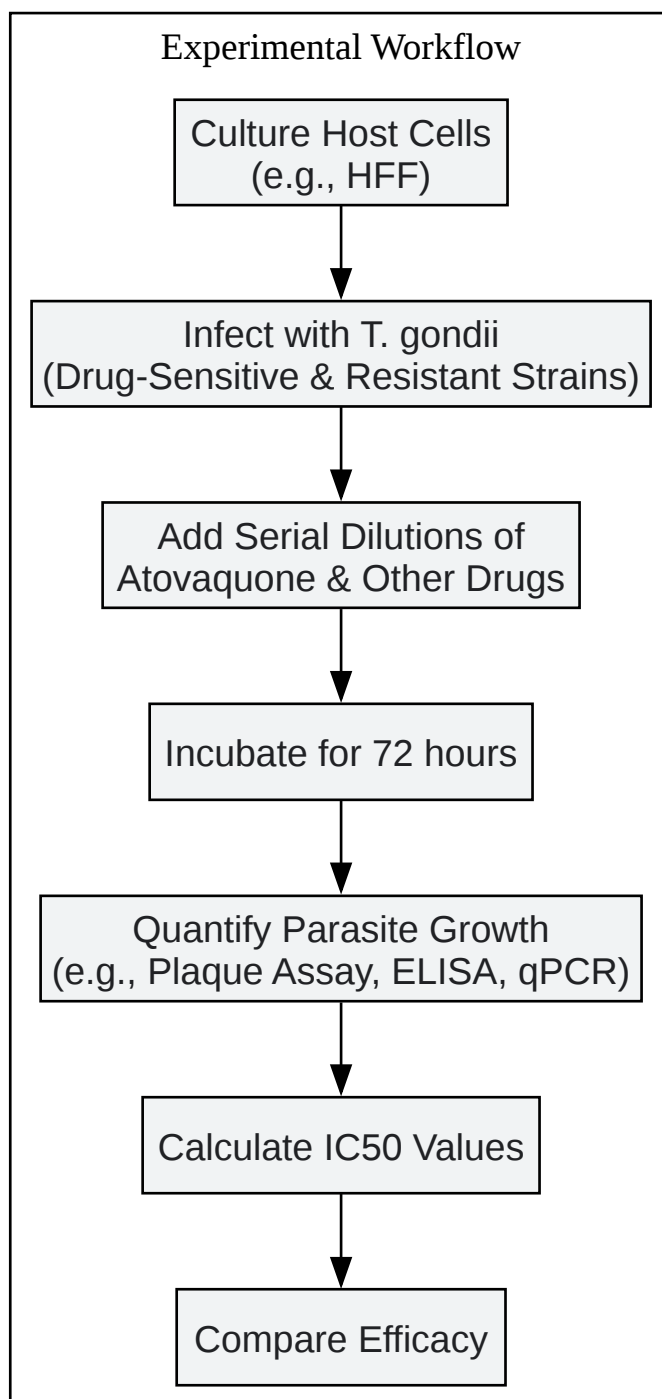 Experimental Workflow
Culture Host Cells
(e.g., HFF)
Infect with T. gondii
(Drug-Sensitive & Resistant Strains)
Add Serial Dilutions of
Atovaquone & Other Drugs
Incubate for 72 hours
Quantify Parasite Growth
(e.g., Plaque Assay, ELISA, qPCR)
Calculate IC50 Values
Compare Efficacy